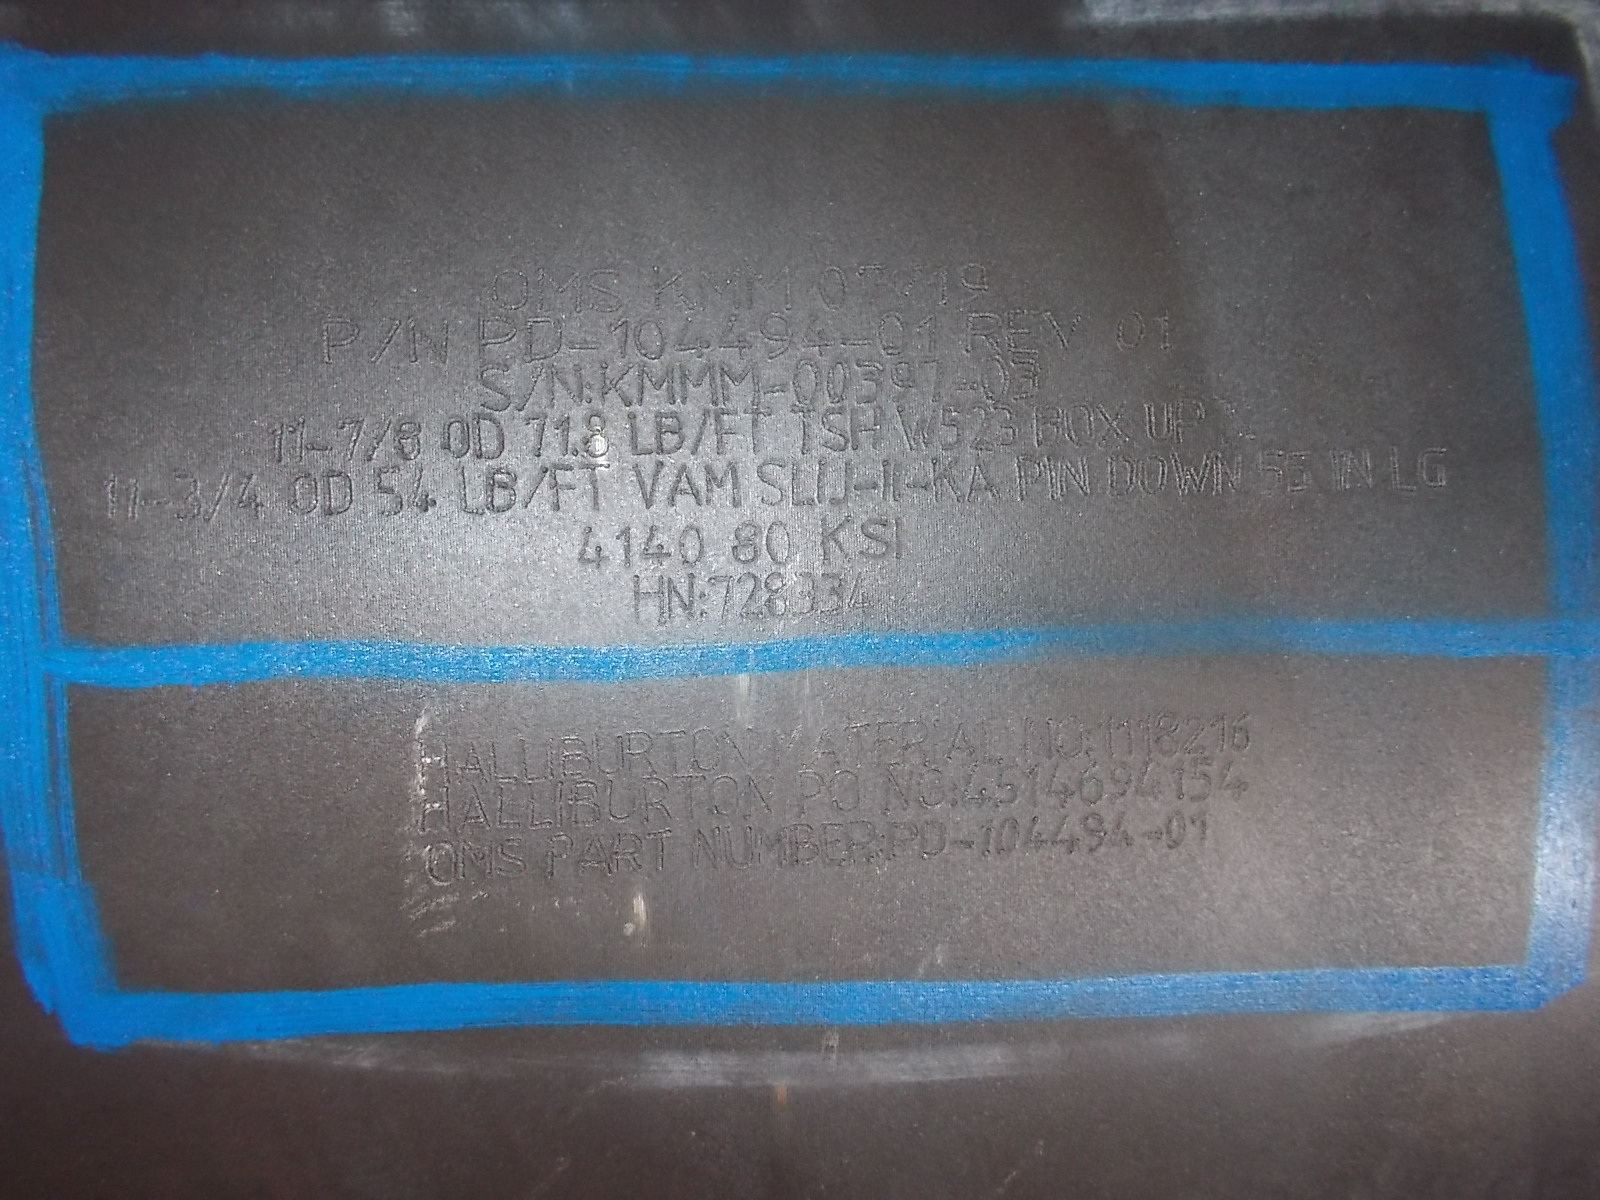 OMS KMM 07/19
P/N PD-104494-01 REV 01
S/N:KMMM-00397-03
11-7/8 OD 71.8 LB/FT TSH W523 BOX UP X
11-3/4 OD 54 LB/FT VAM SLIJ-II-KA PIN DOWN 55 IN LG
4140 80 KSI
HN:728334
HALLIBURTON MATERIAL NO:1118216
HALLIBURTON PO NO:4514694154
OMS PART NUMBER:PD-104494-01